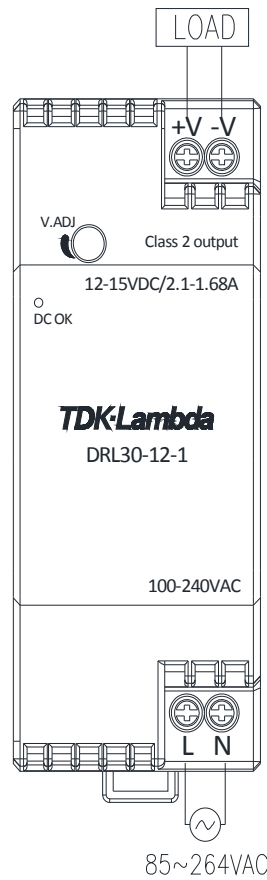 LOAD
+V -V
V.ADJ
Class 2 output
12-15VDC/2.1-1.68A
DC OK
TDK·Lambda
DRL30-12-1
100-240VAC
L N
85~264VAC